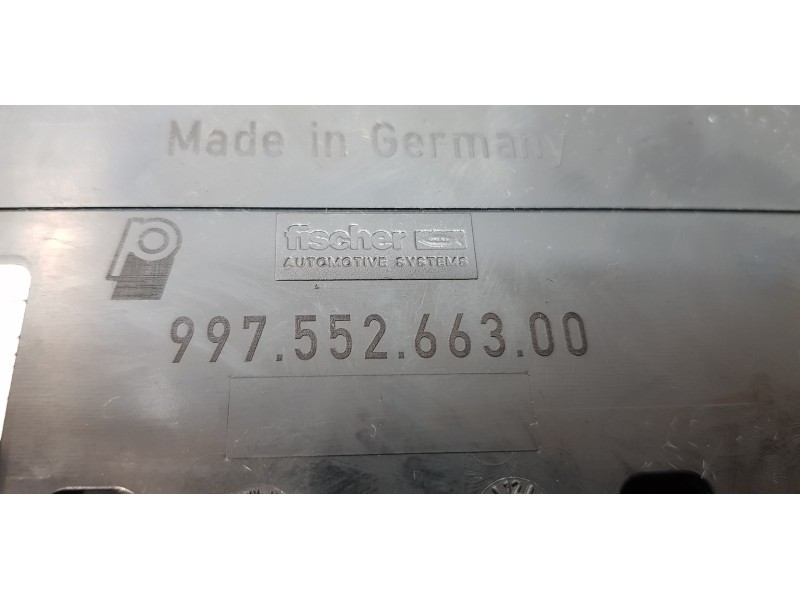 Made in Germany
fischer
AUTOMOTIVE SYSTEMS
997.552.663.00